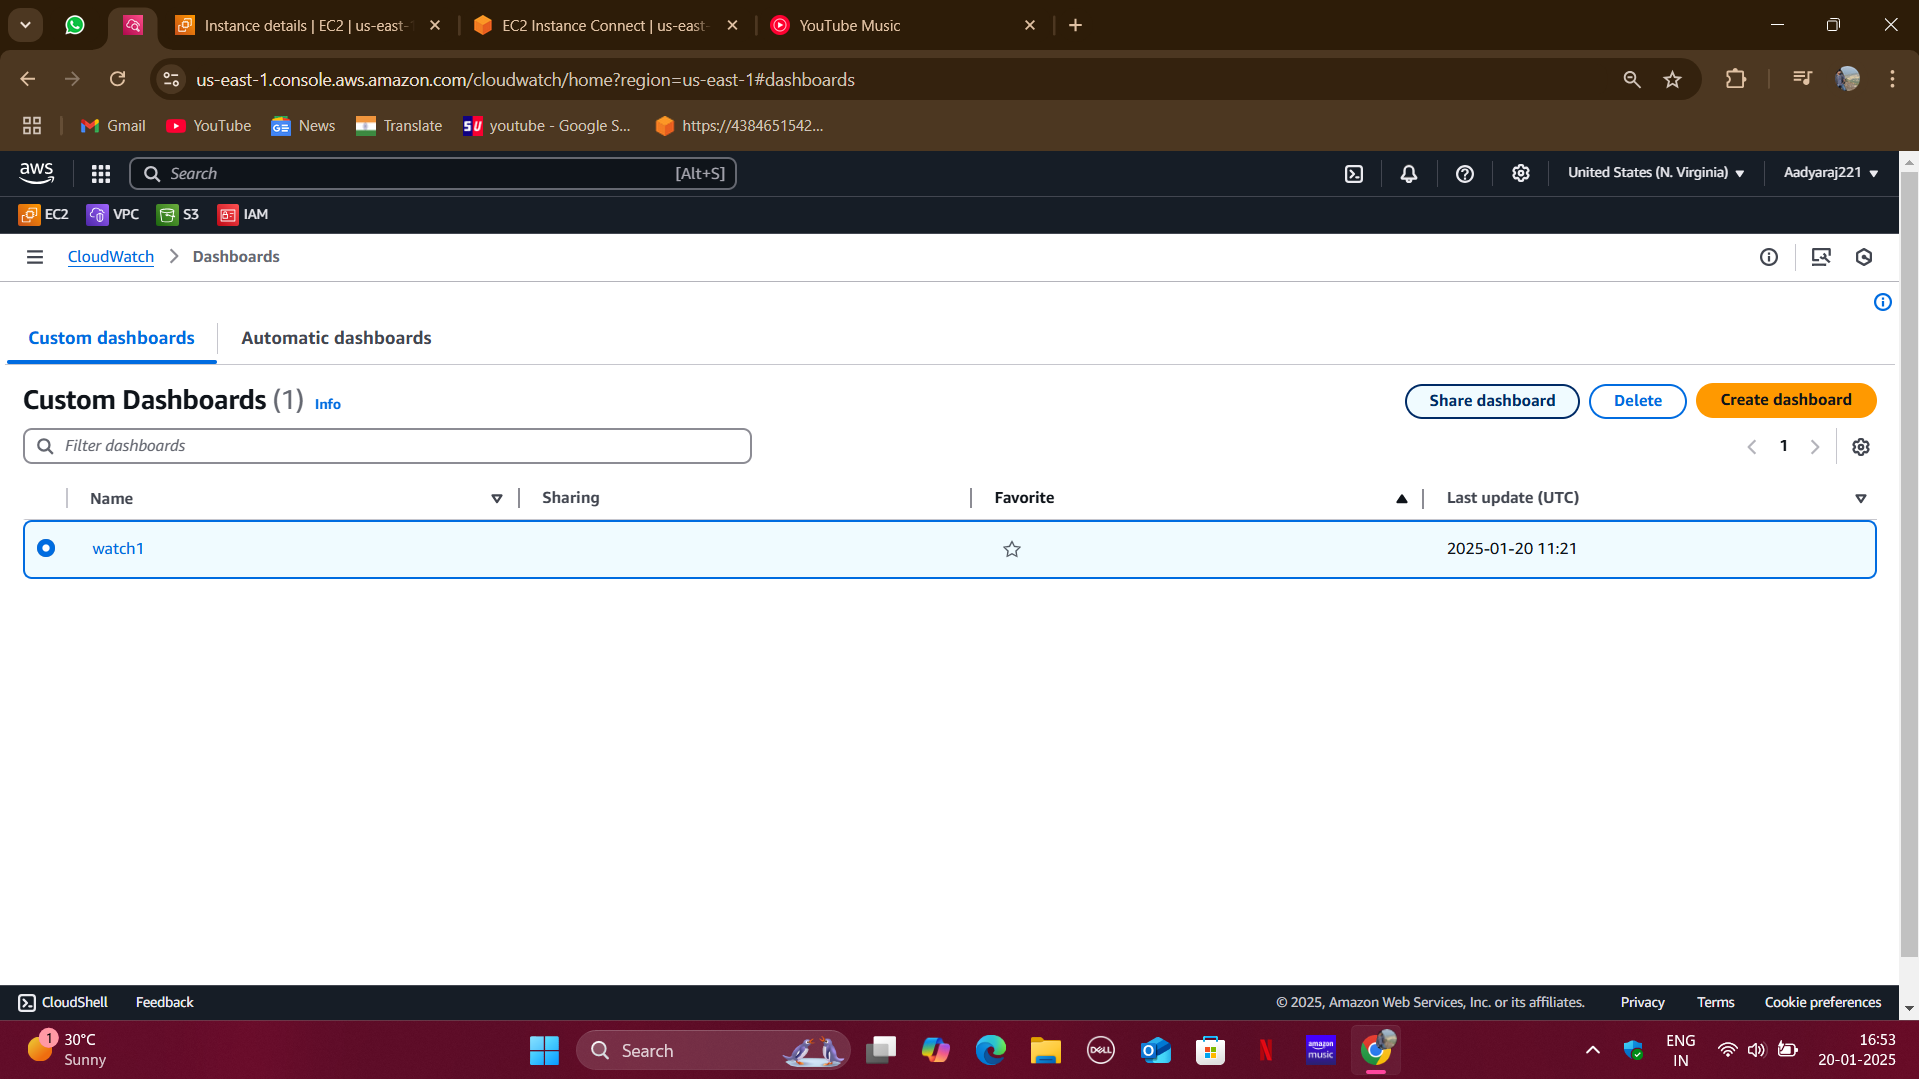 Instance details | EC2 | us-east-1
EC2 Instance Connect | us-east-
YouTube Music
us-east-1.console.aws.amazon.com/cloudwatch/home?region=us-east-1#dashboards
Gmail
YouTube
News
Translate
SU
youtube - Google S...
https://4384651542...
aws
Search
[Alt+S]
United States (N. Virginia)
Aadyaraj221
EC2
VPC
S3
IAM
CloudWatch
Dashboards
Custom dashboards
Automatic dashboards
Custom Dashboards (1) Info
Share dashboard
Delete
Create dashboard
Filter dashboards
1
Name
Sharing
Favorite
Last update (UTC)
watch1
2025-01-20 11:21
CloudShell
Feedback
© 2025, Amazon Web Services, Inc. or its affiliates.
Privacy
Terms
Cookie preferences
1
30°C
Sunny
Search
DELL
amazon
music
ENG
IN
16:53
20-01-2025